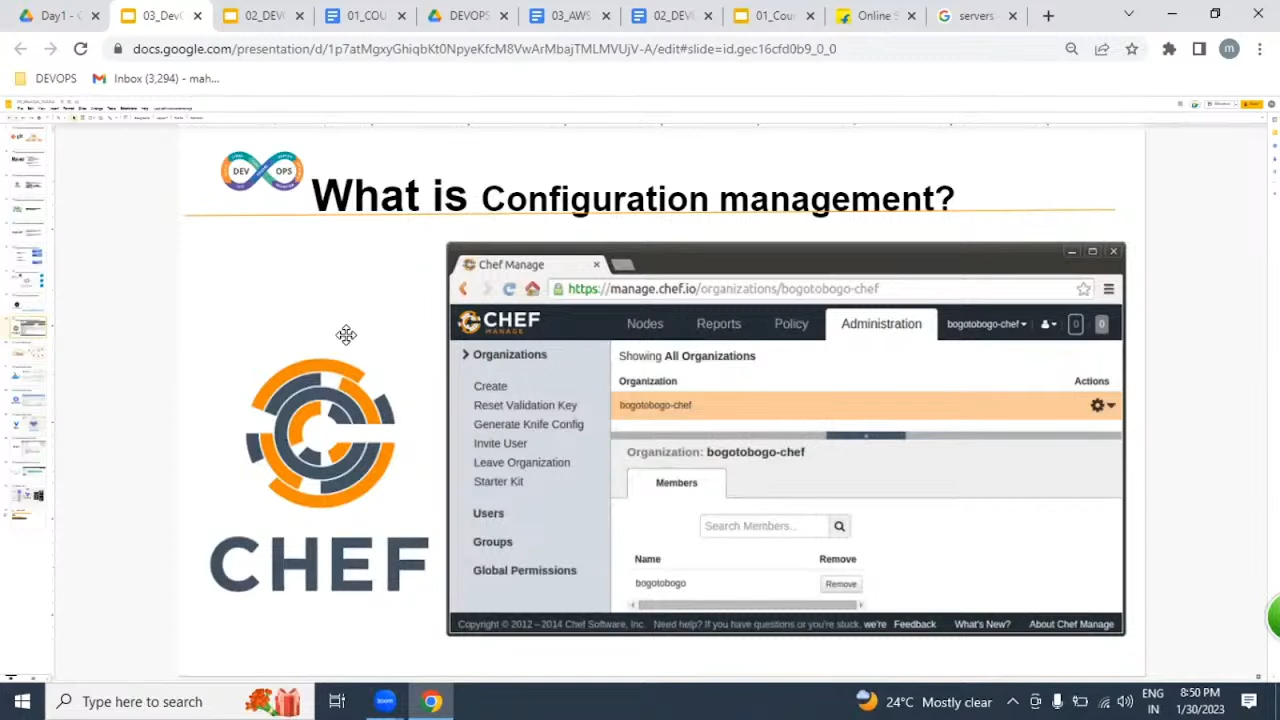 Day1 - (
03_Dev(
02_DEV(
01_CDU
DEVOPS
03_AWS
02_DEV(
01_Cou
Online S
servers -
docs.google.com/presentation/d/1p7atMgxyGhiqbKt0NpyeKfcM8VwArMbajTMLMVUjV-A/edit#slide=id.gec16cfd0b9_0_0
m
DEVOPS
Inbox (3,294) - mah...
DEV OPS
What is Configuration management?
Chef Manage
https://manage.chef.io/organizations/bogotobogo-chef
CHEF
MANAGE
Nodes
Reports
Policy
Administration
bogotobogo-chef
0
0
Organizations
Create
Reset Validation Key
Generate Knife Config
Invite User
Leave Organization
Starter Kit
Users
Groups
Global Permissions
Showing All Organizations
Organization
Actions
bogotobogo-chef
Organization: bogotobogo-chef
Members
Search Members...
Name
Remove
bogotobogo
Remove
Copyright © 2012 – 2014 Chef Software, Inc.
Need help? If you have questions or you're stuck, we're
Feedback
What's New?
About Chef Manage
CHEF
Type here to search
zoom
24°C Mostly clear
ENG
IN
8:50 PM
1/30/2023